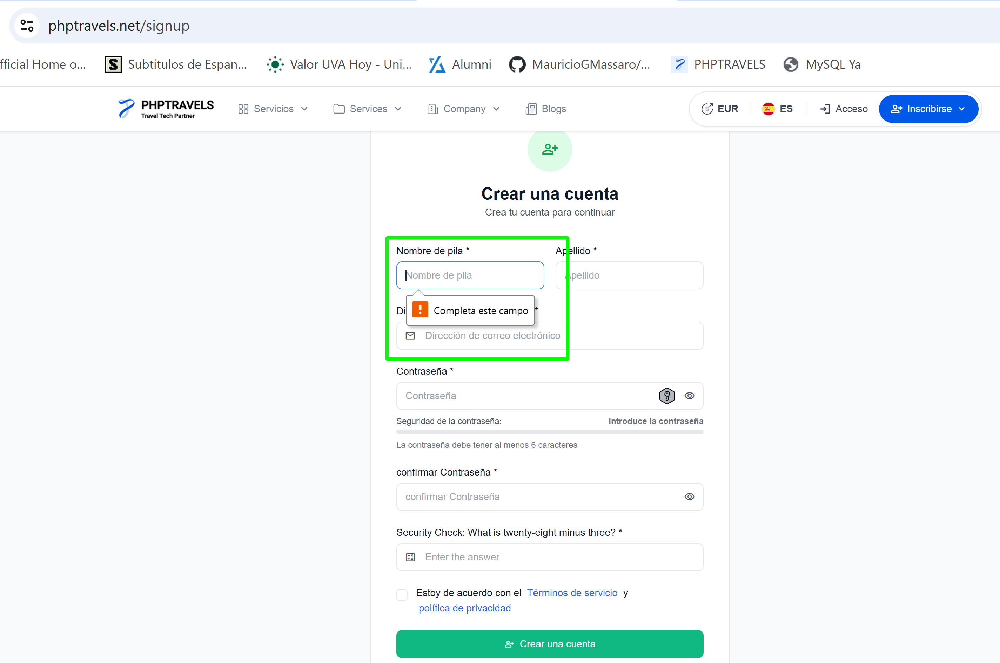 phptravels.net/signup
fficial Home o...
Subtitulos de Espan...
Valor UVA Hoy - Uni...
Alumni
MauricioGMassaro/...
PHPTRAVELS
MySQL Ya
PHPTRAVELS
Travel Tech Partner
Servicios
Services
Company
Blogs
EUR
ES
Acceso
Inscribirse
Crear una cuenta
Crea tu cuenta para continuar
Nombre de pila *
Apellido *
Nombre de pila
Apellido
Completa este campo
Di
*
Dirección de correo electrónico
Contraseña *
Contraseña
Seguridad de la contraseña:
Introduce la contraseña
La contraseña debe tener al menos 6 caracteres
confirmar Contraseña *
confirmar Contraseña
Security Check: What is twenty-eight minus three? *
Enter the answer
Estoy de acuerdo con el Términos de servicio y
política de privacidad
Crear una cuenta